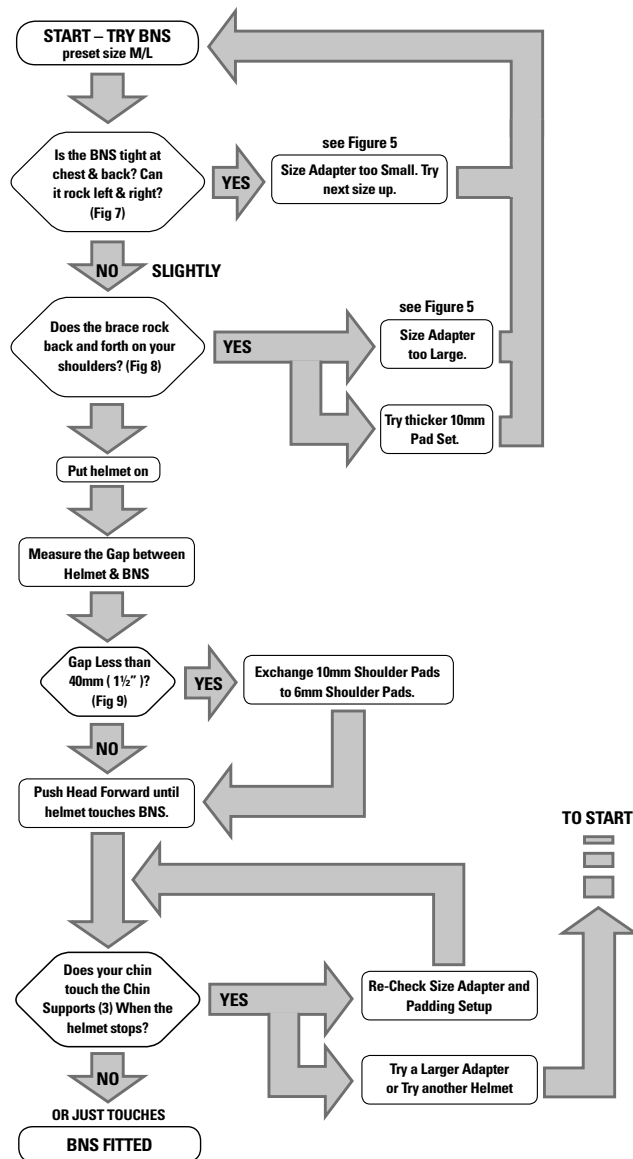 START – TRY BNS
preset size M/L
Is the BNS tight at
chest & back? Can
it rock left & right?
(Fig 7)
YES
see Figure 5
Size Adapter too Small. Try
next size up.
NO
SLIGHTLY
Does the brace rock
back and forth on your
shoulders? (Fig 8)
YES
see Figure 5
Size Adapter
too Large.
Try thicker 10mm
Pad Set.
Put helmet on
Measure the Gap between
Helmet & BNS
Gap Less than
40mm ( 1½” )?
(Fig 9)
YES
Exchange 10mm Shoulder Pads
to 6mm Shoulder Pads.
NO
Push Head Forward until
helmet touches BNS.
TO START
Does your chin
touch the Chin
Supports (3) When the
helmet stops?
YES
Re-Check Size Adapter and
Padding Setup
Try a Larger Adapter
or Try another Helmet
NO
OR JUST TOUCHES
BNS FITTED